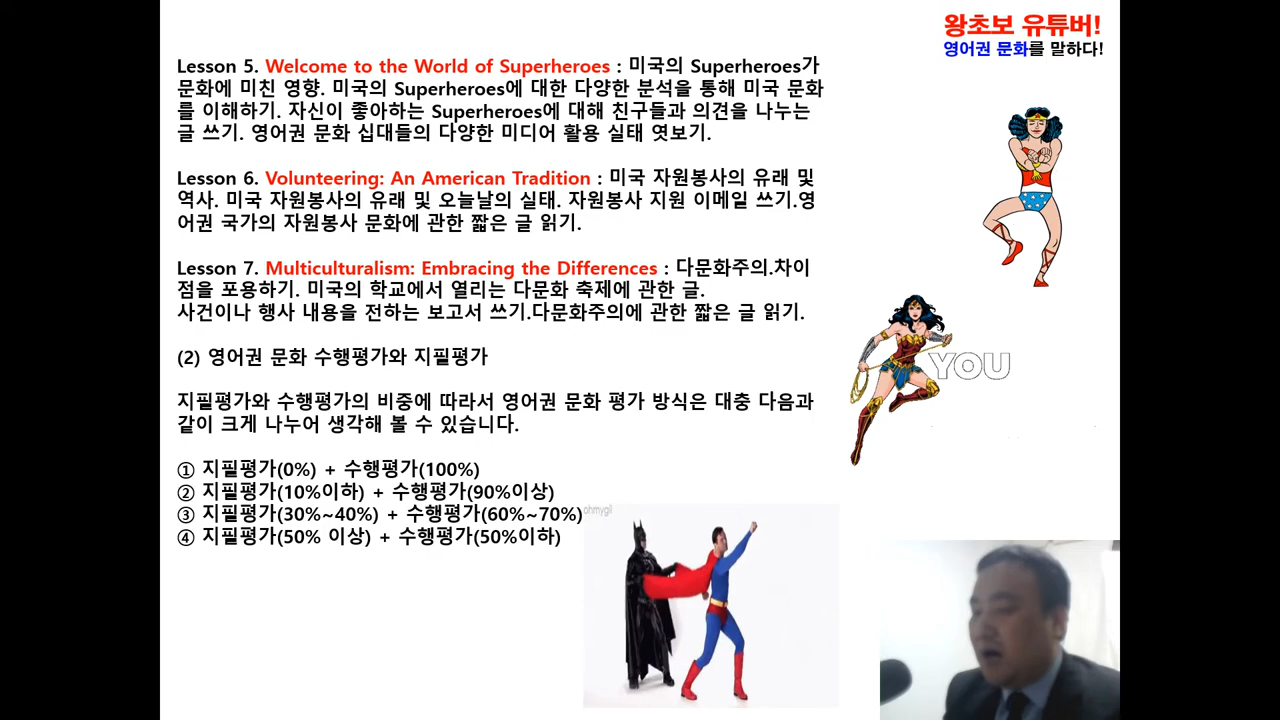 왕초보 유튜버!
영어권 문화를 말하다!
Lesson 5. Welcome to the World of Superheroes : 미국의 Superheroes가
문화에 미친 영향. 미국의 Superheroes에 대한 다양한 분석을 통해 미국 문화
를 이해하기. 자신이 좋아하는 Superheroes에 대해 친구들과 의견을 나누는
글 쓰기. 영어권 문화 십대들의 다양한 미디어 활용 실태 엿보기.
Lesson 6. Volunteering: An American Tradition : 미국 자원봉사의 유래 및
역사. 미국 자원봉사의 유래 및 오늘날의 실태. 자원봉사 지원 이메일 쓰기.영
어권 국가의 자원봉사 문화에 관한 짧은 글 읽기.
Lesson 7. Multiculturalism: Embracing the Differences : 다문화주의.차이
점을 포용하기. 미국의 학교에서 열리는 다문화 축제에 관한 글.
사건이나 행사 내용을 전하는 보고서 쓰기.다문화주의에 관한 짧은 글 읽기.
(2) 영어권 문화 수행평가와 지필평가
YOU
지필평가와 수행평가의 비중에 따라서 영어권 문화 평가 방식은 대충 다음과
같이 크게 나누어 생각해 볼 수 있습니다.
① 지필평가(0%) + 수행평가(100%)
② 지필평가(10%이하) + 수행평가(90%이상)
③ 지필평가(30%~40%) + 수행평가(60%~70%)
④ 지필평가(50% 이상) + 수행평가(50%이하)
ohmygil